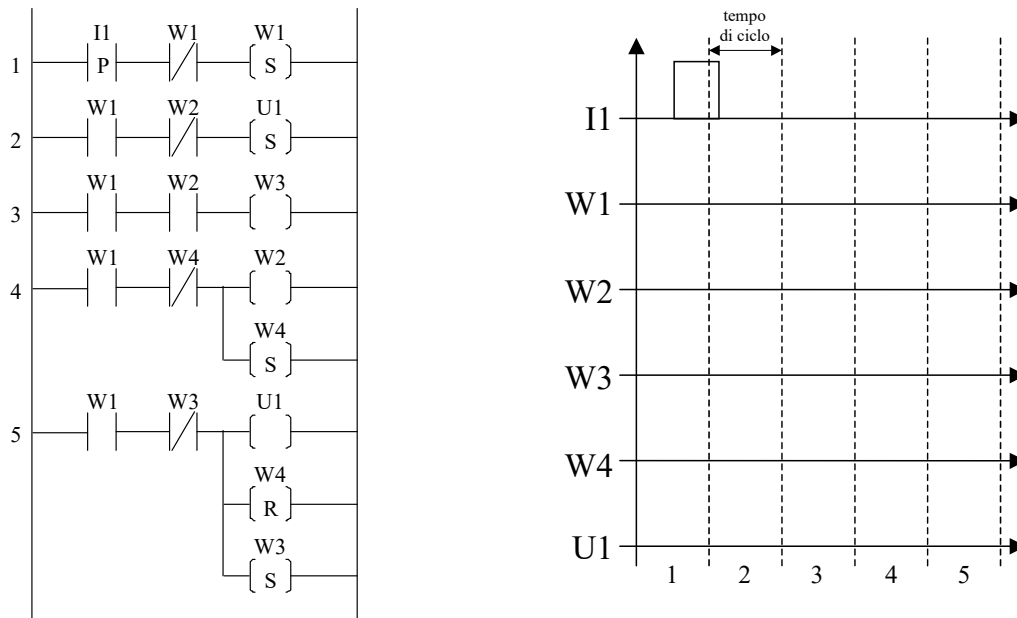 I1 W1 W1
1 P S
W1 W2 U1
2 S
W1 W2 W3
3
W1 W4 W2
4
W4
S
W1 W3 U1
5
W4
R
W3
S
tempo
di ciclo
I1
W1
W2
W3
W4
U1
1 2 3 4 5